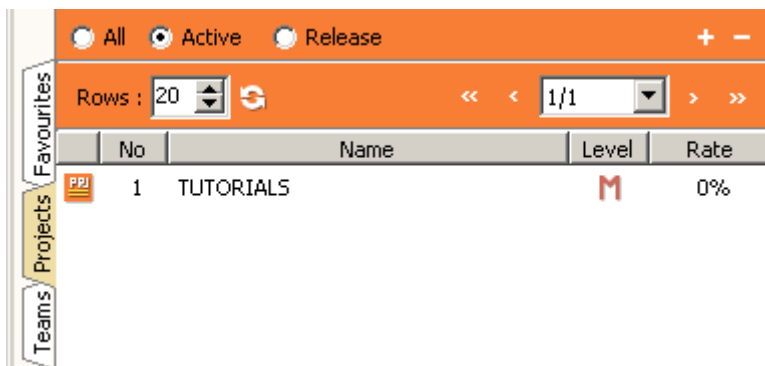 All Active Release + −
Rows : 20 « ‹ 1/1 › »
No Name Level Rate
PPJ 1 TUTORIALS M 0%
Favourites
Projects
Teams